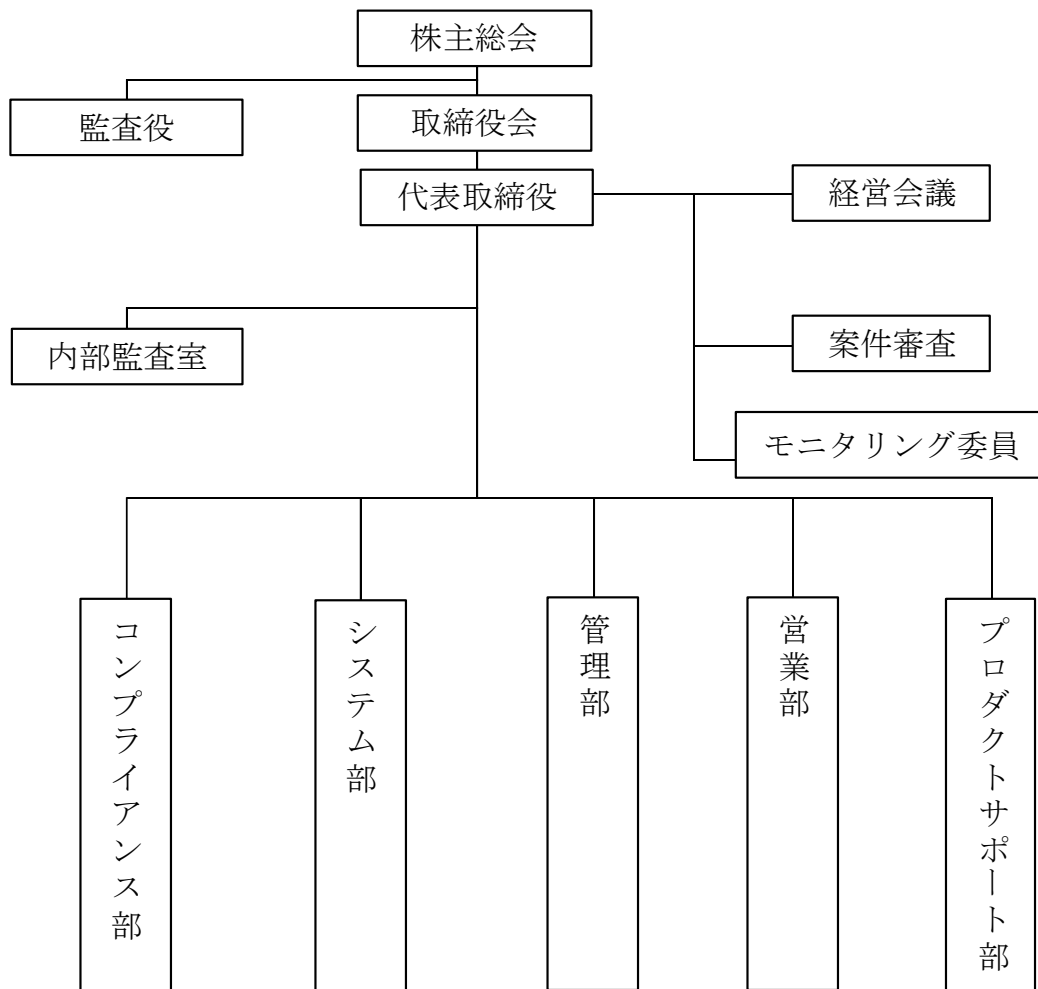 株主総会
監査役
取締役会
代表取締役
経営会議
内部監査室
案件審査
モニタリング委員
コンプライアンス部
システム部
管理部
営業部
プロダクトサポート部